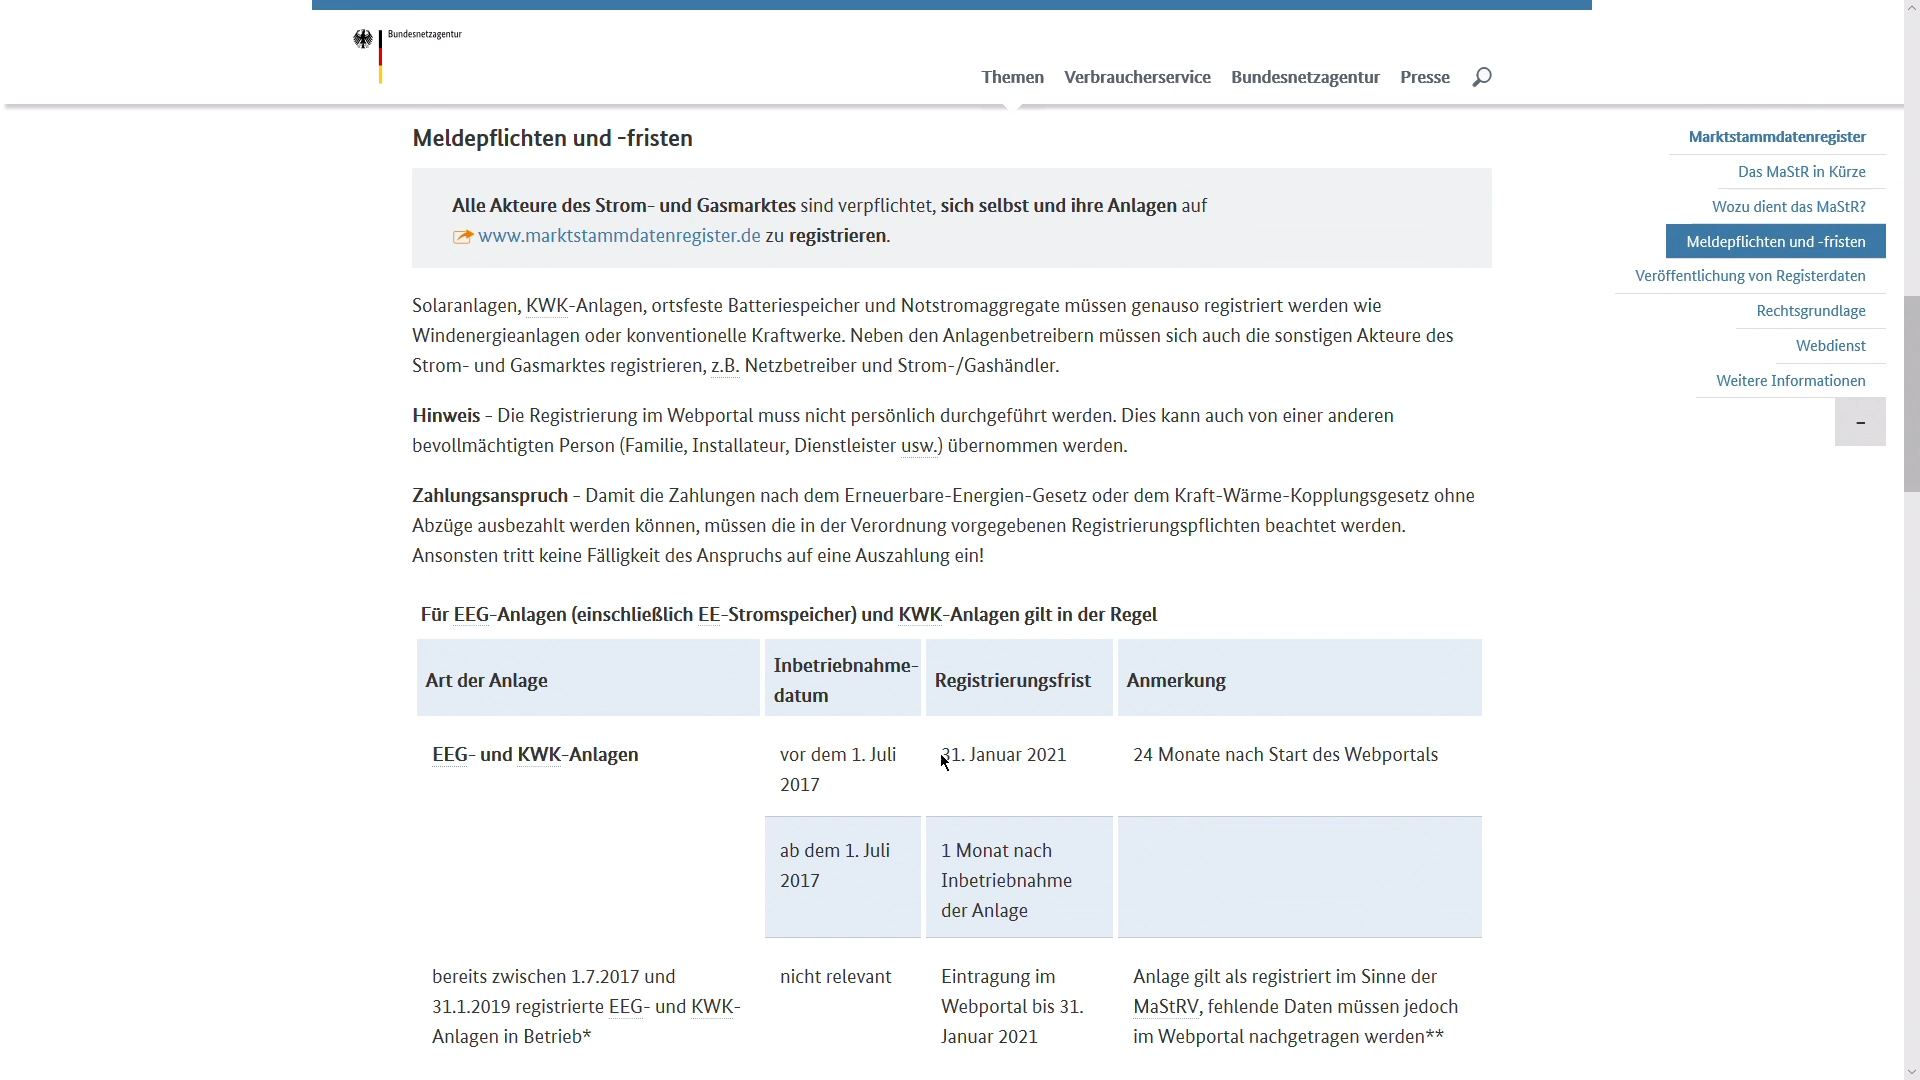 Bundesnetzagentur
Themen Verbraucherservice Bundesnetzagentur Presse
Meldepflichten und -fristen
Alle Akteure des Strom- und Gasmarktes sind verpflichtet, sich selbst und ihre Anlagen auf
www.marktstammdatenregister.de zu registrieren.
Solaranlagen, KWK-Anlagen, ortsfeste Batteriespeicher und Notstromaggregate müssen genauso registriert werden wie
Windenergieanlagen oder konventionelle Kraftwerke. Neben den Anlagenbetreibern müssen sich auch die sonstigen Akteure des
Strom- und Gasmarktes registrieren, z.B. Netzbetreiber und Strom-/Gashändler.
Hinweis - Die Registrierung im Webportal muss nicht persönlich durchgeführt werden. Dies kann auch von einer anderen
bevollmächtigten Person (Familie, Installateur, Dienstleister usw.) übernommen werden.
Zahlungsanspruch - Damit die Zahlungen nach dem Erneuerbare-Energien-Gesetz oder dem Kraft-Wärme-Kopplungsgesetz ohne
Abzüge ausbezahlt werden können, müssen die in der Verordnung vorgegebenen Registrierungspflichten beachtet werden.
Ansonsten tritt keine Fälligkeit des Anspruchs auf eine Auszahlung ein!
Für EEG-Anlagen (einschließlich EE-Stromspeicher) und KWK-Anlagen gilt in der Regel
Art der Anlage
Inbetriebnahme-
datum
Registrierungsfrist
Anmerkung
EEG- und KWK-Anlagen
vor dem 1. Juli
2017
31. Januar 2021
24 Monate nach Start des Webportals
ab dem 1. Juli
2017
1 Monat nach
Inbetriebnahme
der Anlage
bereits zwischen 1.7.2017 und
31.1.2019 registrierte EEG- und KWK-
Anlagen in Betrieb*
nicht relevant
Eintragung im
Webportal bis 31.
Januar 2021
Anlage gilt als registriert im Sinne der
MaStRV, fehlende Daten müssen jedoch
im Webportal nachgetragen werden**
Marktstammdatenregister
Das MaStR in Kürze
Wozu dient das MaStR?
Meldepflichten und -fristen
Veröffentlichung von Registerdaten
Rechtsgrundlage
Webdienst
Weitere Informationen
–